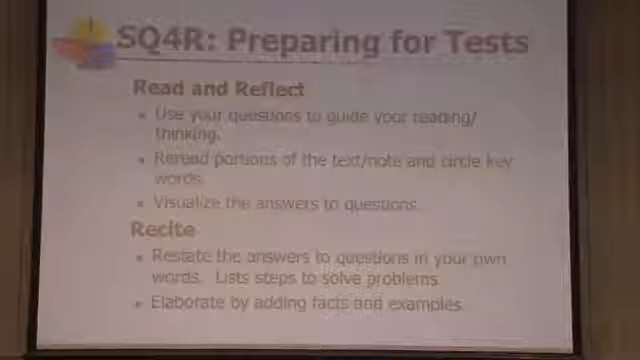 SQ4R: Preparing for Tests
Read and Reflect
• Use your questions to guide your reading/
thinking.
• Reread portions of the text/note and circle key
words.
• Visualize the answers to questions.
Recite
• Restate the answers to questions in your own
words. Lists steps to solve problems.
• Elaborate by adding facts and examples.